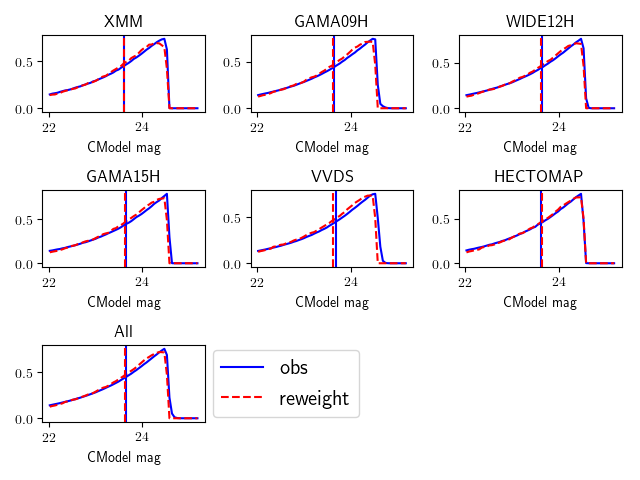 XMM GAMA09H WIDE12H
0.5 0.5 0.5
0.0 0.0 0.0
22 24 22 24 22 24
CModel mag CModel mag CModel mag
GAMA15H VVDS HECTOMAP
0.5 0.5 0.5
0.0 0.0 0.0
22 24 22 24 22 24
CModel mag CModel mag CModel mag
All
0.5 obs
0.0 reweight
22 24
CModel mag